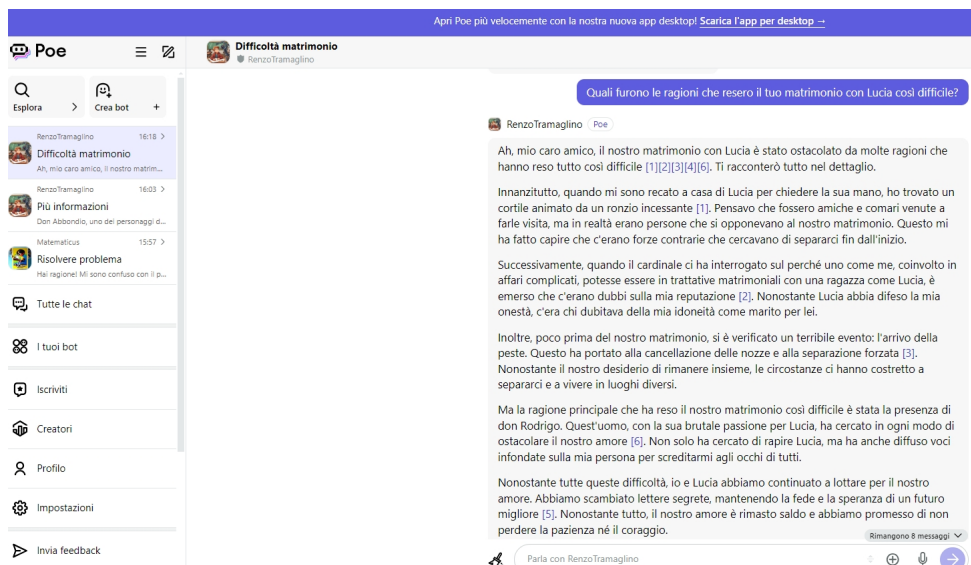 Apri Poe più velocemente con la nostra nuova app desktop! Scarica l'app per desktop →
Poe
Esplora
Crea bot +
RenzoTramaglino 16:18
Difficoltà matrimonio
Ah, mio caro amico, il nostro matrim...
RenzoTramaglino 16:03
Più informazioni
Don Abbondio, uno dei personaggi d...
Matematicus 15:57
Risolvere problema
Hai ragione! Mi sono confuso con il p...
Tutte le chat
I tuoi bot
Iscriviti
Creatori
Profilo
Impostazioni
Invia feedback
Difficoltà matrimonio
RenzoTramaglino
Quali furono le ragioni che resero il tuo matrimonio con Lucia così difficile?
RenzoTramaglino Poe
Ah, mio caro amico, il nostro matrimonio con Lucia è stato ostacolato da molte ragioni che
hanno reso tutto così difficile [1][2][3][4][6]. Ti racconterò tutto nel dettaglio.
Innanzitutto, quando mi sono recato a casa di Lucia per chiedere la sua mano, ho trovato un
cortile animato da un ronzio incessante [1]. Pensavo che fossero amiche e comari venute a
farle visita, ma in realtà erano persone che si opponevano al nostro matrimonio. Questo mi
ha fatto capire che c'erano forze contrarie che cercavano di separarci fin dall'inizio.
Successivamente, quando il cardinale ci ha interrogato sul perché uno come me, coinvolto in
affari complicati, potesse essere in trattative matrimoniali con una ragazza come Lucia, è
emerso che c'erano dubbi sulla mia reputazione [2]. Nonostante Lucia abbia difeso la mia
onestà, c'era chi dubitava della mia idoneità come marito per lei.
Inoltre, poco prima del nostro matrimonio, si è verificato un terribile evento: l'arrivo della
peste. Questo ha portato alla cancellazione delle nozze e alla separazione forzata [3].
Nonostante il nostro desiderio di rimanere insieme, le circostanze ci hanno costretto a
separarci e a vivere in luoghi diversi.
Ma la ragione principale che ha reso il nostro matrimonio così difficile è stata la presenza di
don Rodrigo. Quest'uomo, con la sua brutale passione per Lucia, ha cercato in ogni modo di
ostacolare il nostro amore [6]. Non solo ha cercato di rapire Lucia, ma ha anche diffuso voci
infondate sulla mia persona per screditarmi agli occhi di tutti.
Nonostante tutte queste difficoltà, io e Lucia abbiamo continuato a lottare per il nostro
amore. Abbiamo scambiato lettere segrete, mantenendo la fede e la speranza di un futuro
migliore [5]. Nonostante tutto, il nostro amore è rimasto saldo e abbiamo promesso di non
perdere la pazienza né il coraggio.
Rimangono 8 messaggi
Parla con RenzoTramaglino